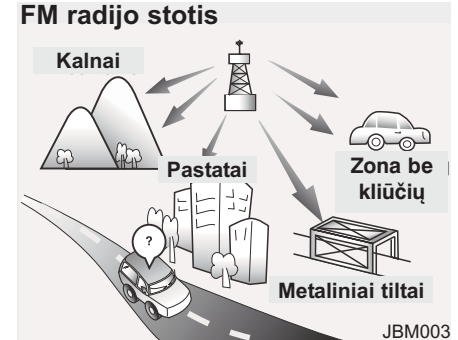 FM radijo stotis
Kalnai
Pastatai
Zona be
kliūčių
?
Metaliniai tiltai
JBM003